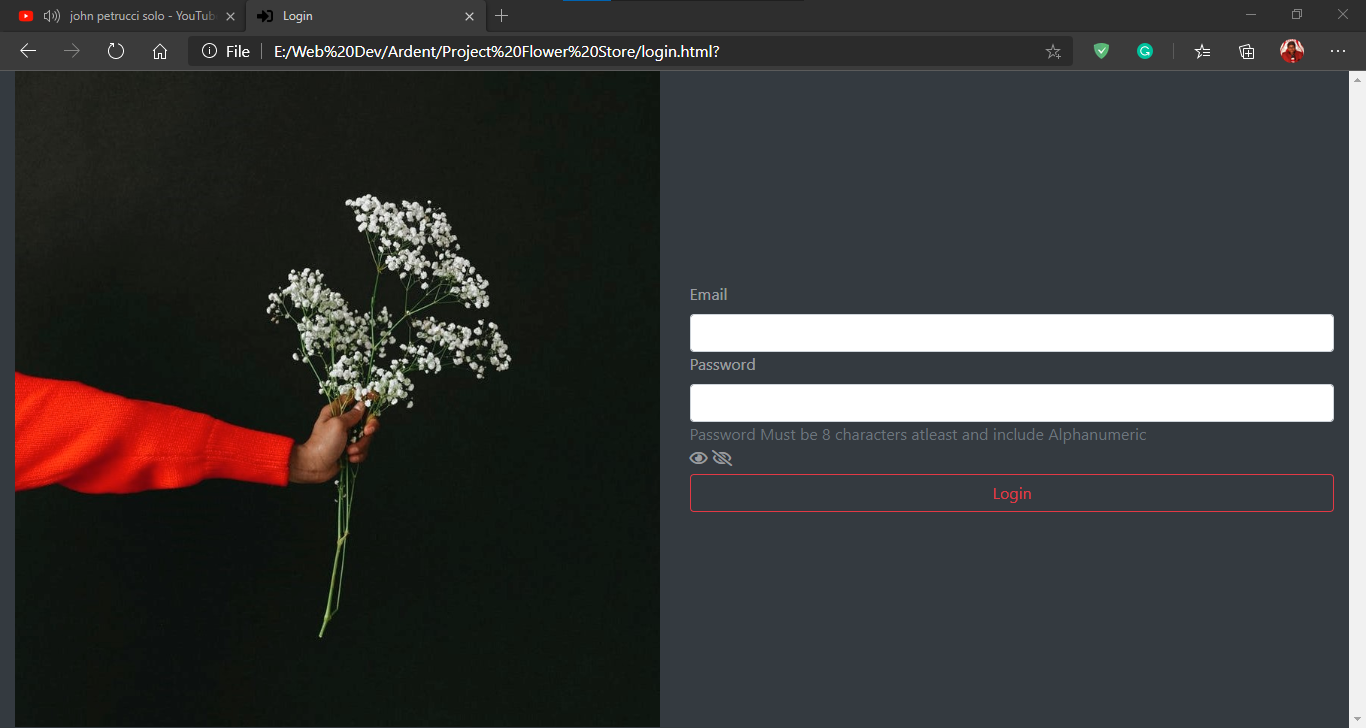 john petrucci solo - YouTub
Login
File
E:/Web%20Dev/Ardent/Project%20Flower%20Store/login.html?
Email
Password
Password Must be 8 characters atleast and include Alphanumeric
Login